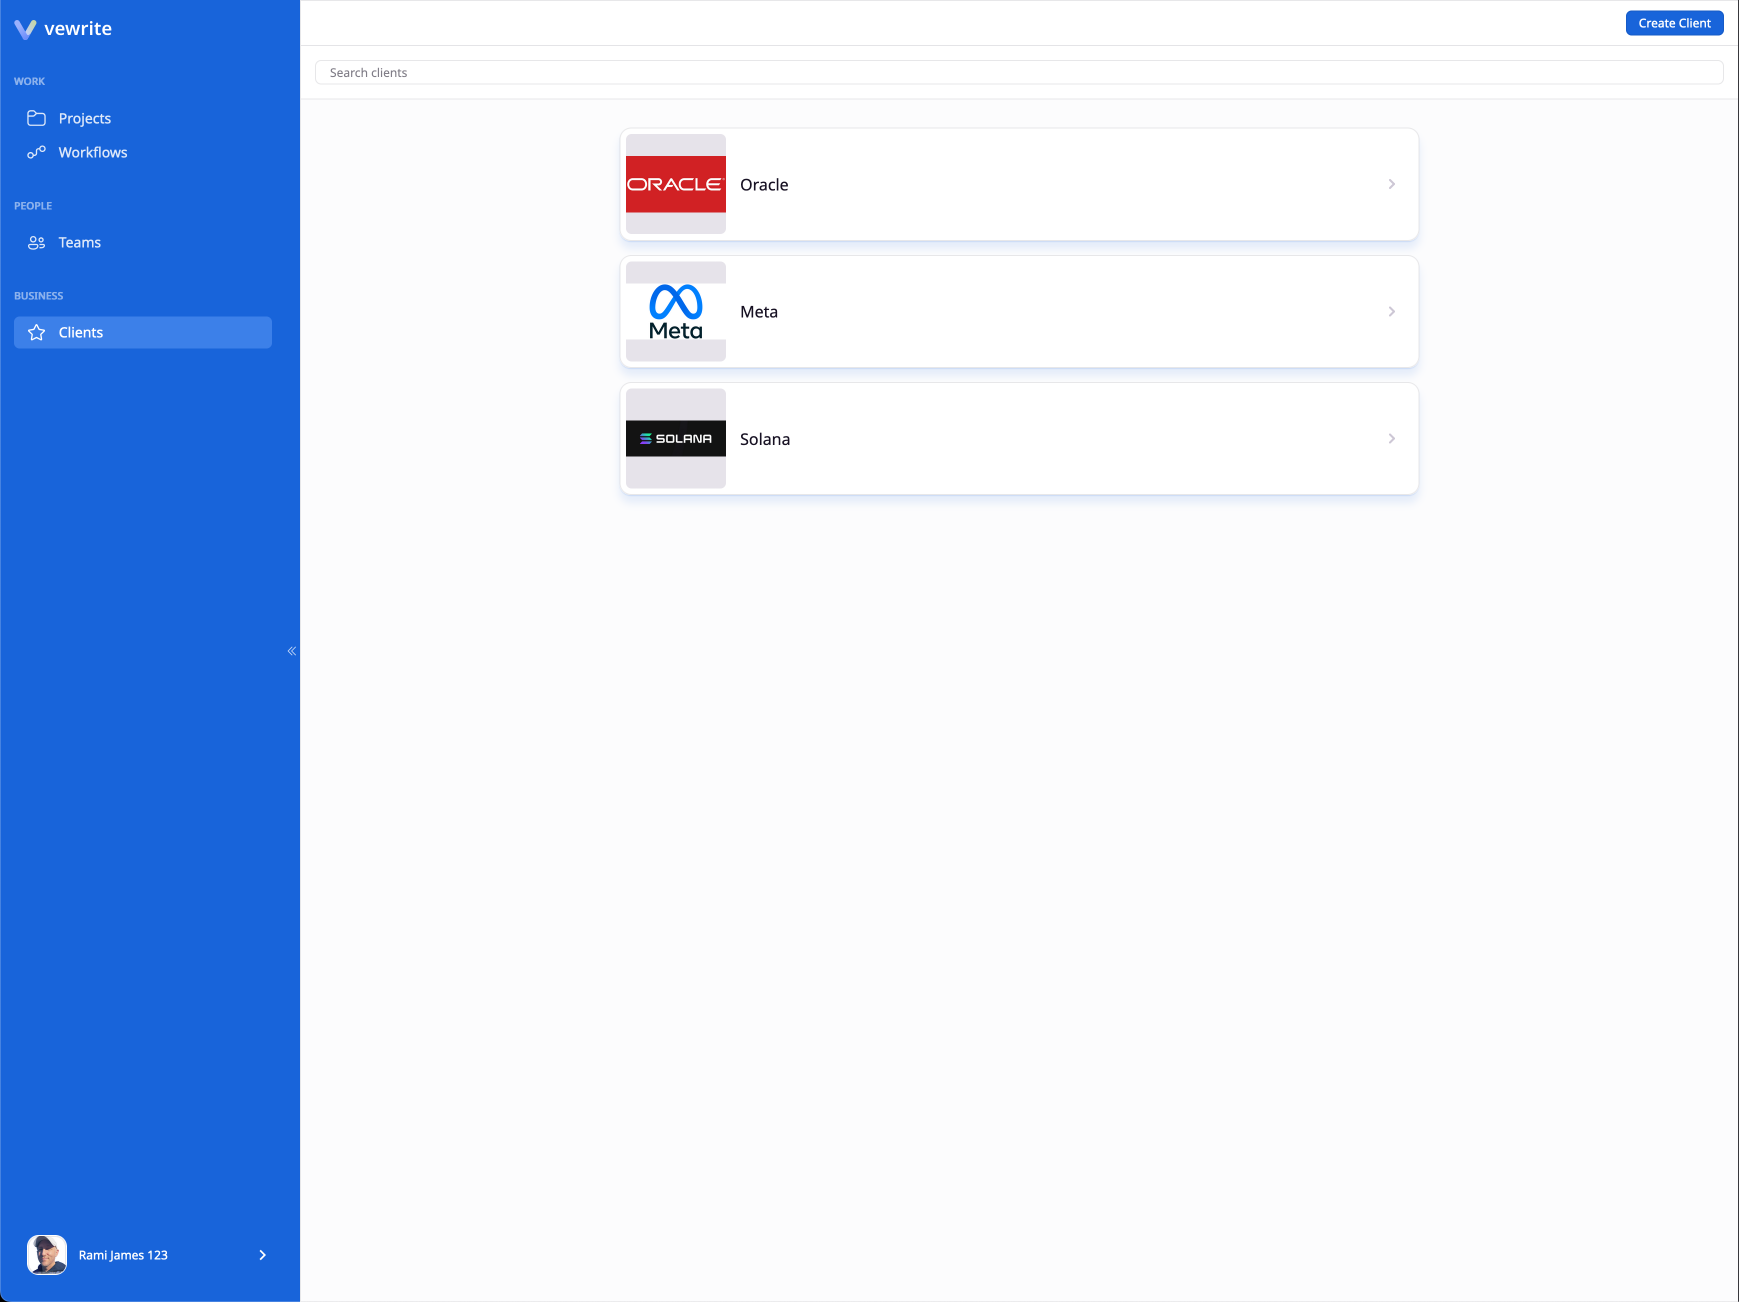 vewrite
Create Client
Search clients
WORK
Projects
Workflows
PEOPLE
Teams
BUSINESS
Clients
ORACLE
Oracle
Meta
Meta
SOLANA
Solana
Rami James 123